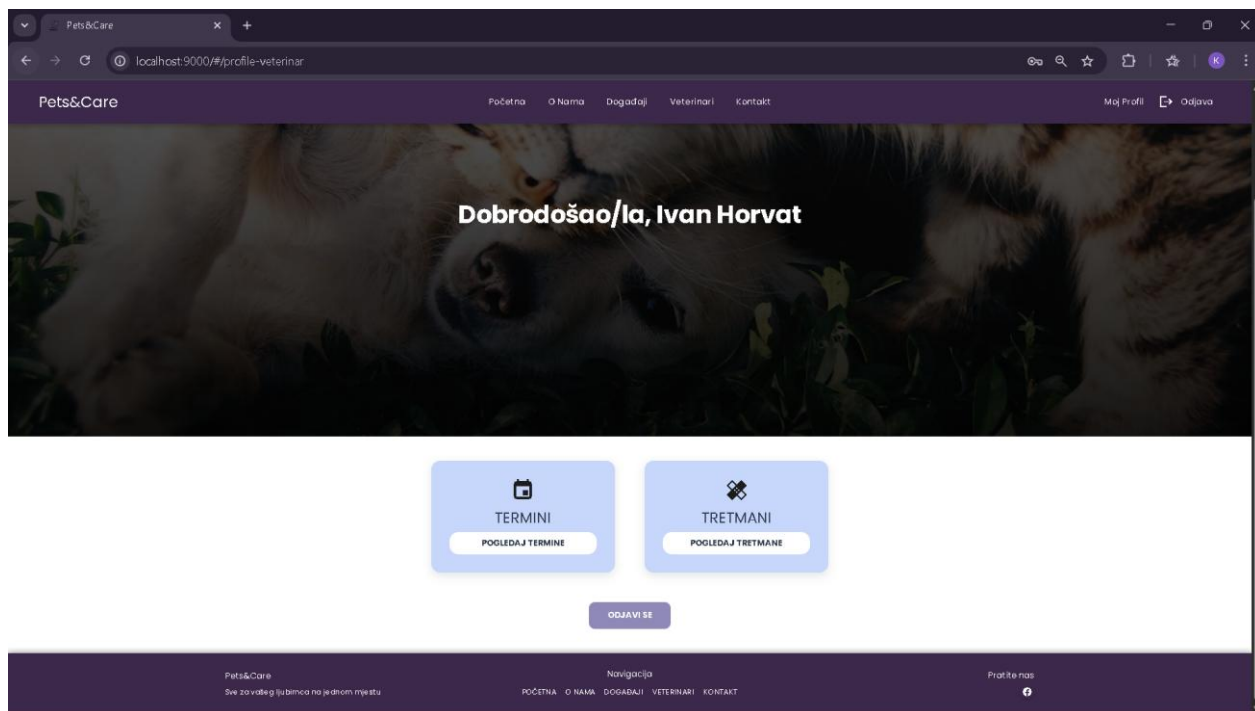 Pets&Care
localhost:9000/#/profile-veterinar
K
Pets&Care
Početna O Nama Događaji Veterinari Kontakt
Moj Profil Odjava
Dobrodošao/la, Ivan Horvat
TERMINI
POGLEDAJ TERMINE
TRETMANI
POGLEDAJ TRETMANE
ODJAVI SE
Pets&Care
Sve za vašeg ljubimca na jednom mjestu
Navigacija
POČETNA O NAMA DOGAĐAJI VETERINARI KONTAKT
Pratite nas